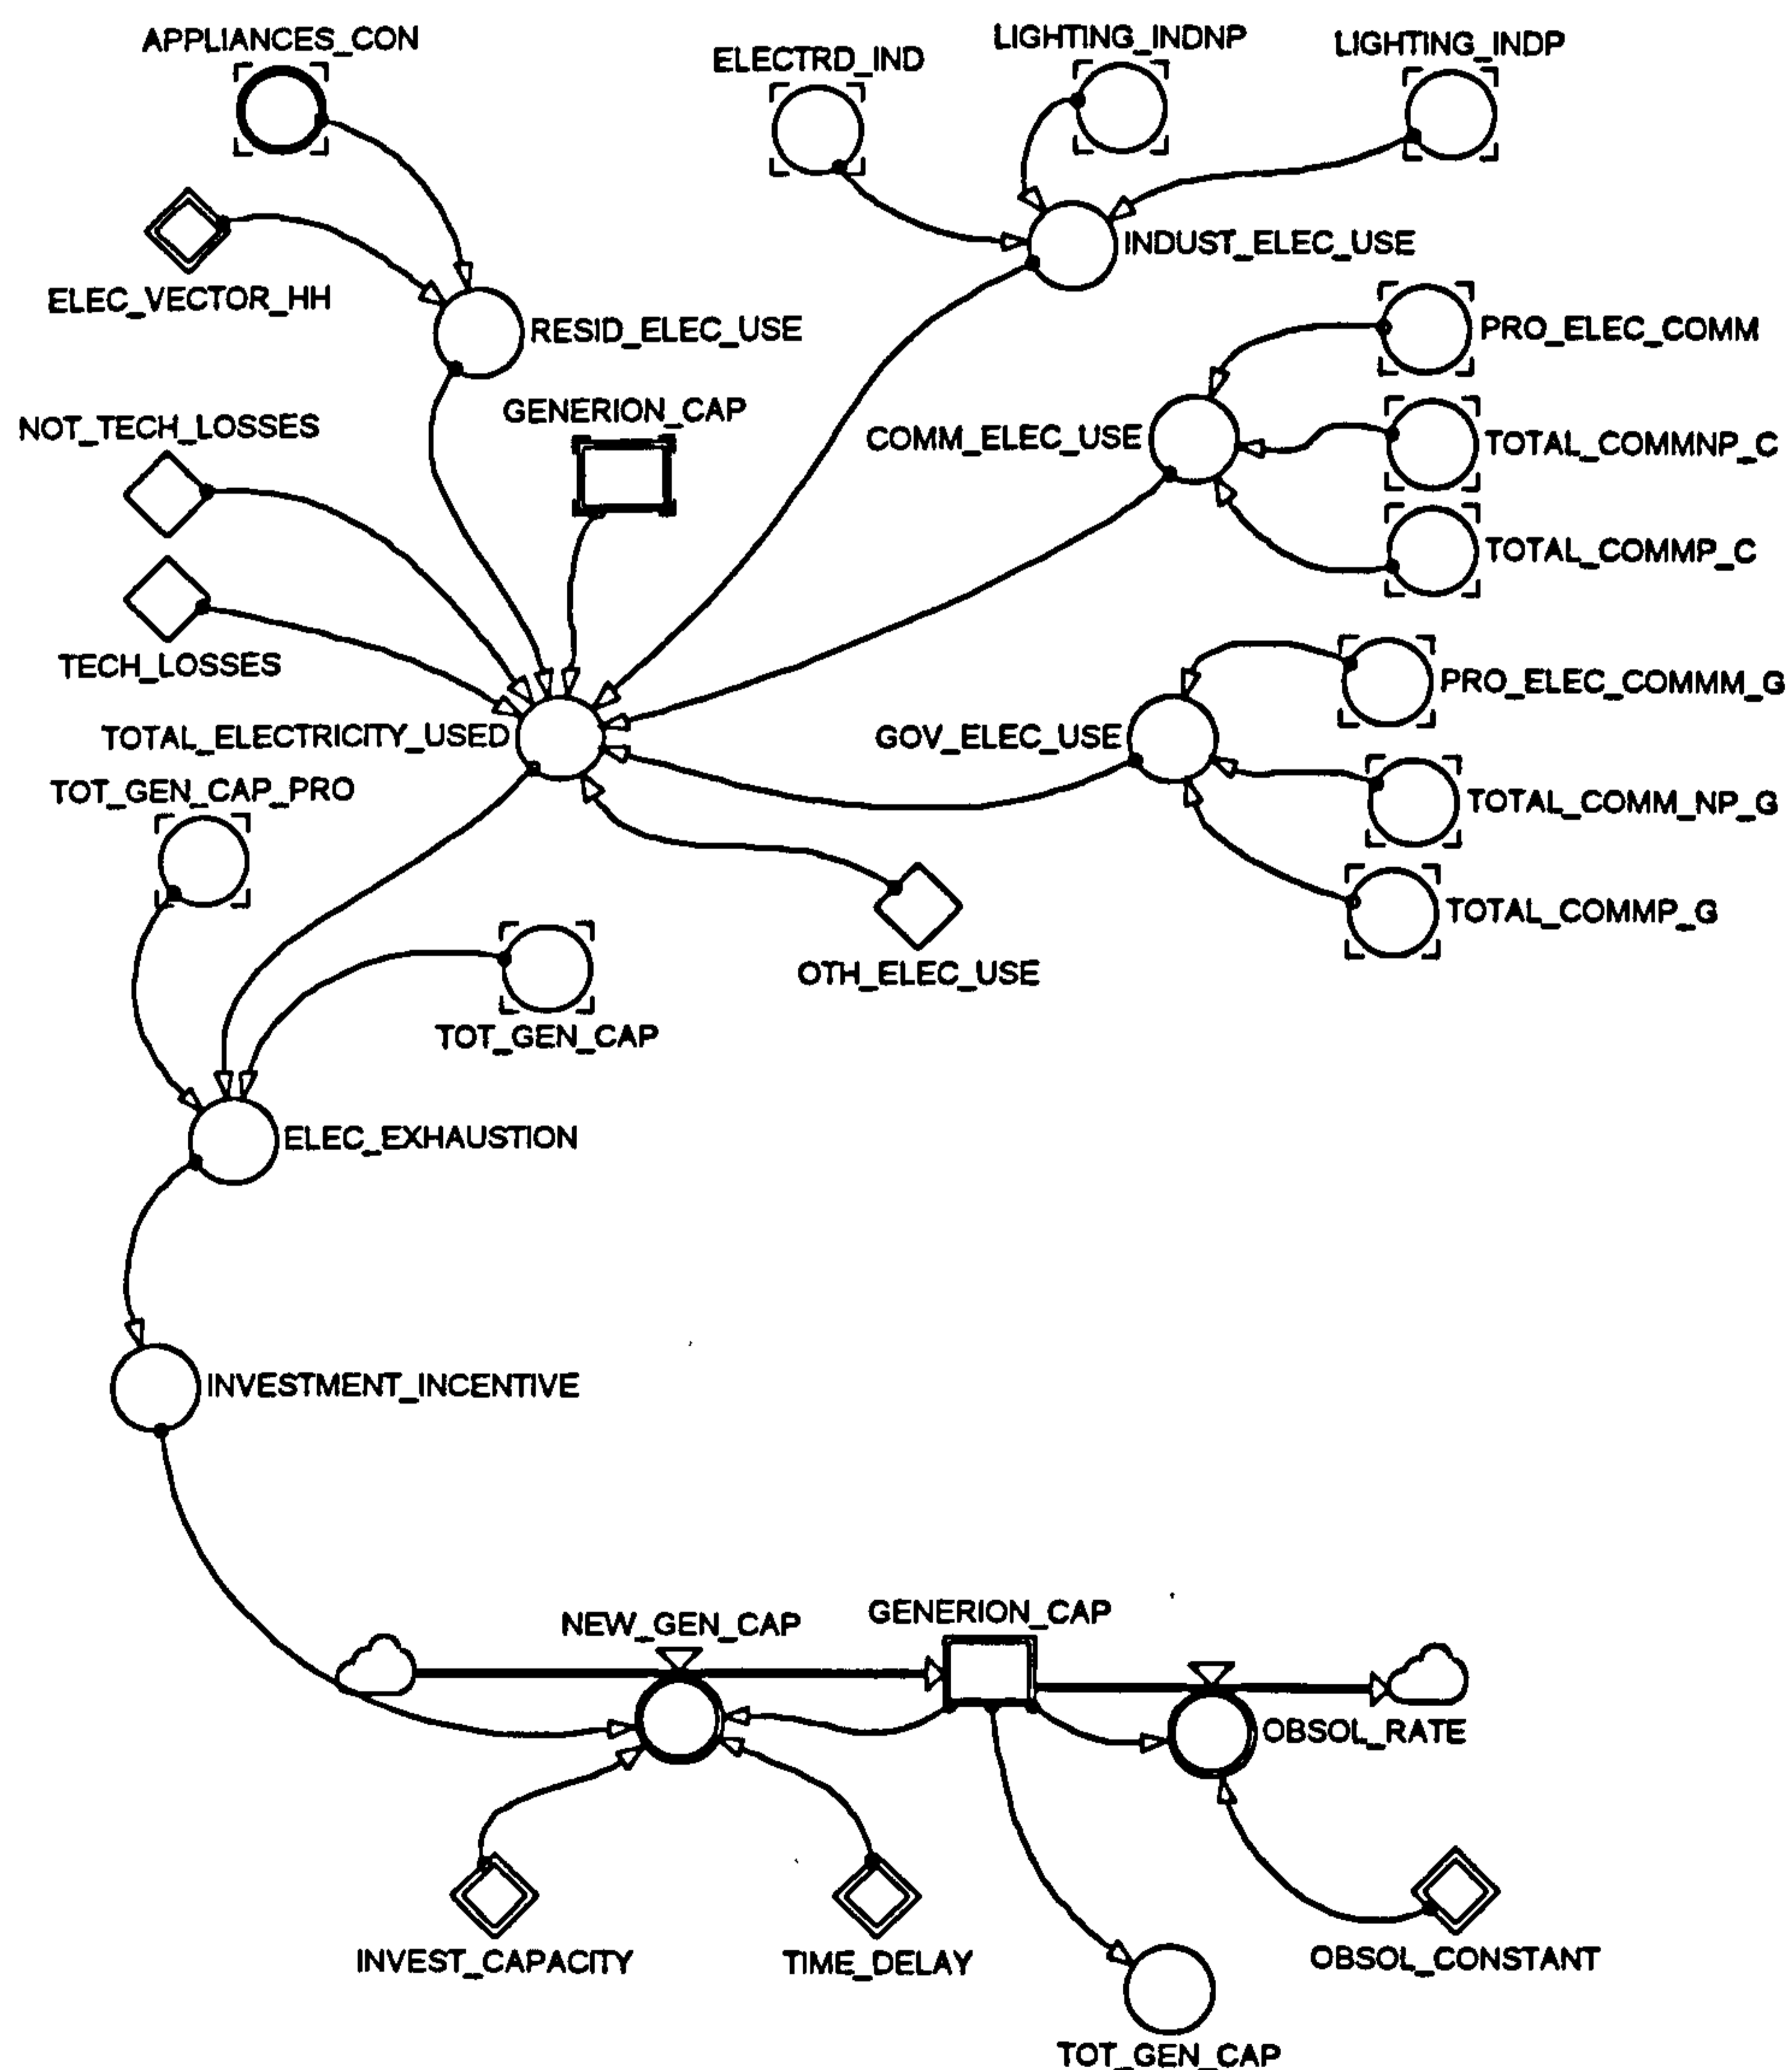 APPLIANCES_CON
ELECTRD_IND
LIGHTING_INDNP
LIGHTING_INDP
ELEC_VECTOR_HH
RESID_ELEC_USE
INDUST_ELEC_USE
PRO_ELEC_COMM
NOT_TECH_LOSSES
GENERION_CAP
COMM_ELEC_USE
TOTAL_COMMNP_C
TOTAL_COMMP_C
TECH_LOSSES
PRO_ELEC_COMMM_G
TOTAL_ELECTRICITY_USED
GOV_ELEC_USE
TOT_GEN_CAP_PRO
TOTAL_COMM_NP_G
TOTAL_COMMP_G
OTH_ELEC_USE
TOT_GEN_CAP
ELEC_EXHAUSTION
INVESTMENT_INCENTIVE
NEW_GEN_CAP
GENERION_CAP
OBSOL_RATE
INVEST_CAPACITY
TIME_DELAY
OBSOL_CONSTANT
TOT_GEN_CAP